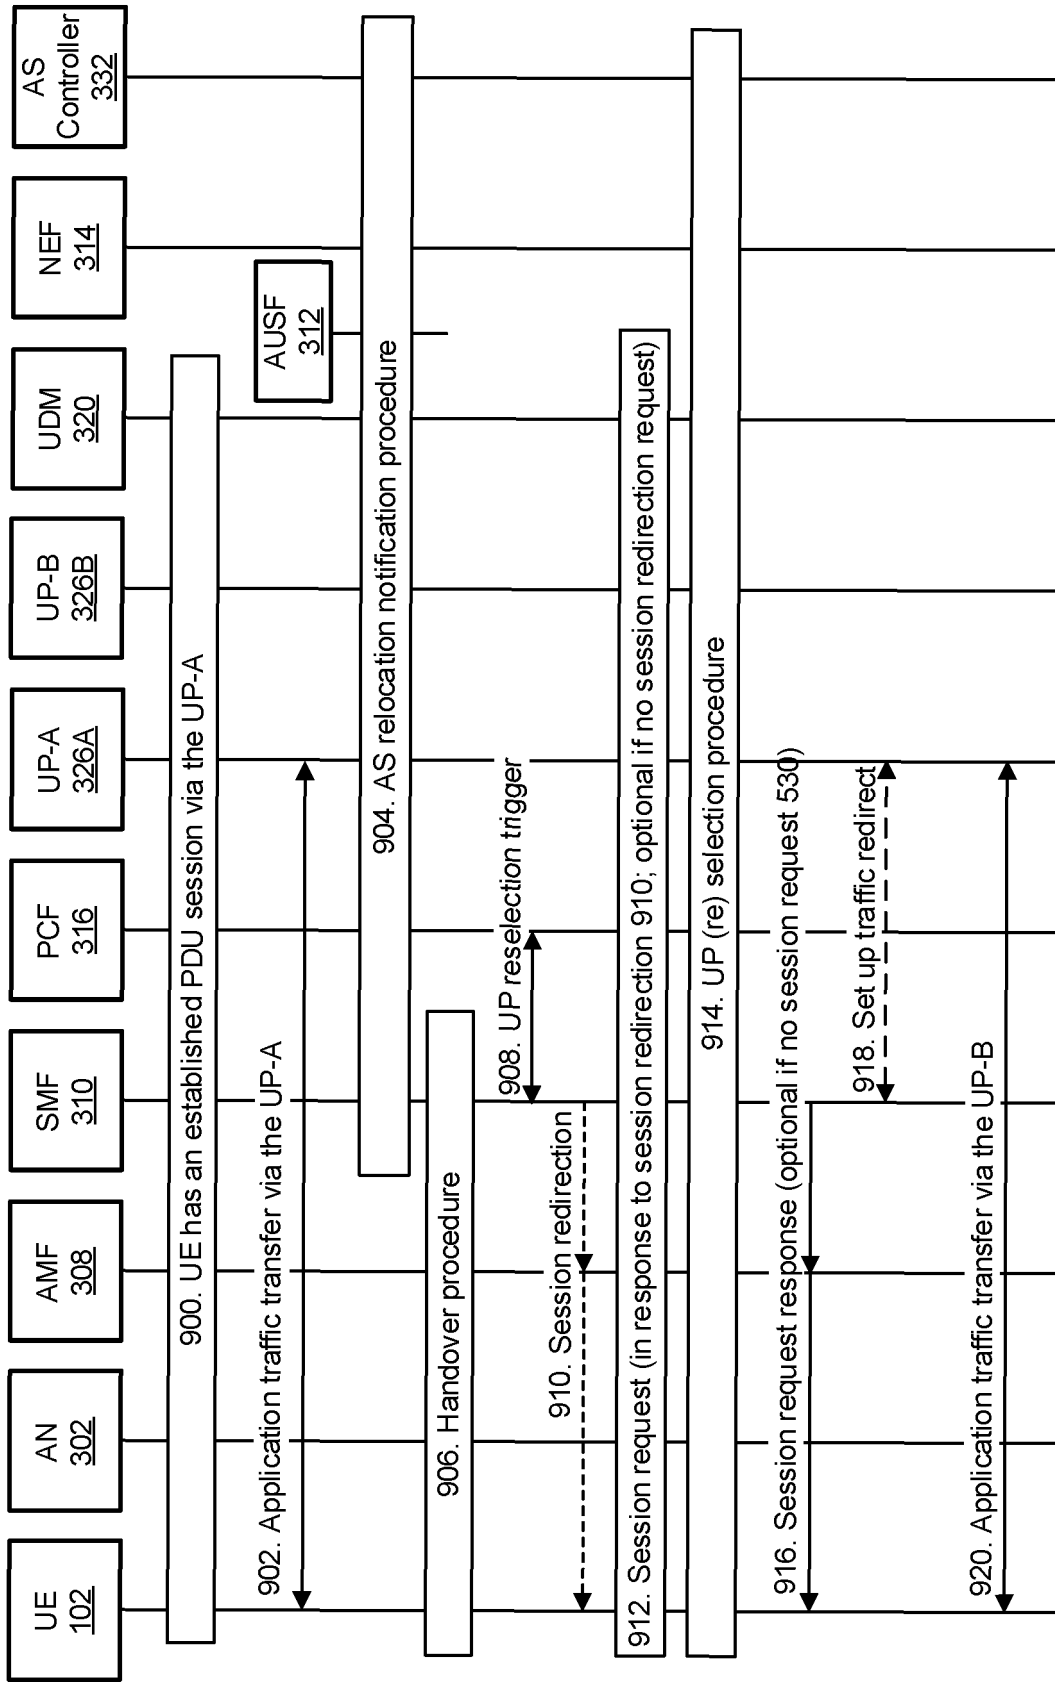 UE
102
AN
302
AMF
308
SMF
310
PCF
316
UP-A
326A
UP-B
326B
UDM
320
NEF
314
AS
Controller
332
900. UE has an established PDU session via the UP-A
AUSF
312
902. Application traffic transfer via the UP-A
904. AS relocation notification procedure
906. Handover procedure
908. UP reselection trigger
910. Session redirection
912. Session request (in response to session redirection 910; optional if no session redirection request)
914. UP (re) selection procedure
916. Session request response (optional if no session request 530)
918. Set up traffic redirect
920. Application traffic transfer via the UP-B